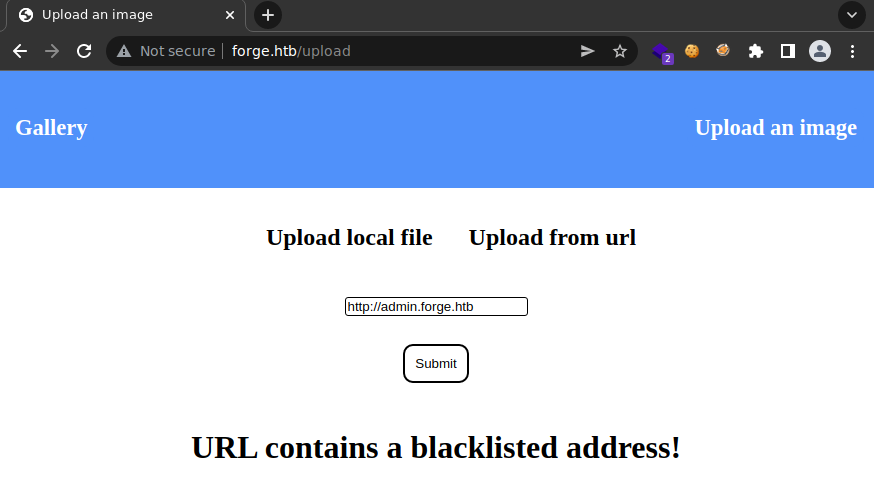 Upload an image
Not secure | forge.htb/upload
2
Gallery
Upload an image
Upload local file
Upload from url
http://admin.forge.htb
Submit
URL contains a blacklisted address!